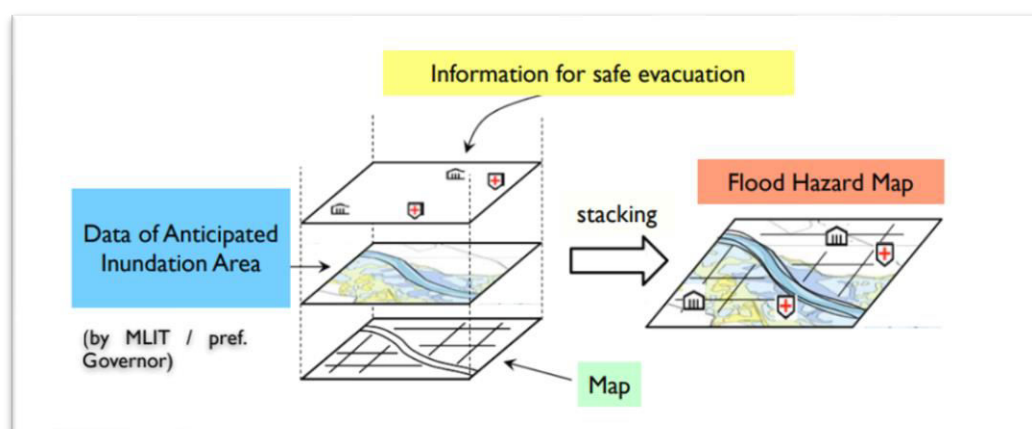 Information for safe evacuation
Flood Hazard Map
stacking
Data of Anticipated
Inundation Area
(by MLIT / pref.
Governor)
Map